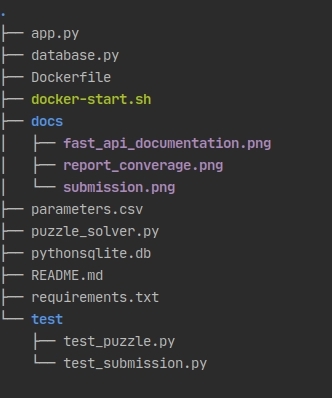 .
├── app.py
├── database.py
├── Dockerfile
├── docker-start.sh
├── docs
│   ├── fast_api_documentation.png
│   ├── report_converage.png
│   └── submission.png
├── parameters.csv
├── puzzle_solver.py
├── pythonsqlite.db
├── README.md
├── requirements.txt
└── test
    ├── test_puzzle.py
    └── test_submission.py